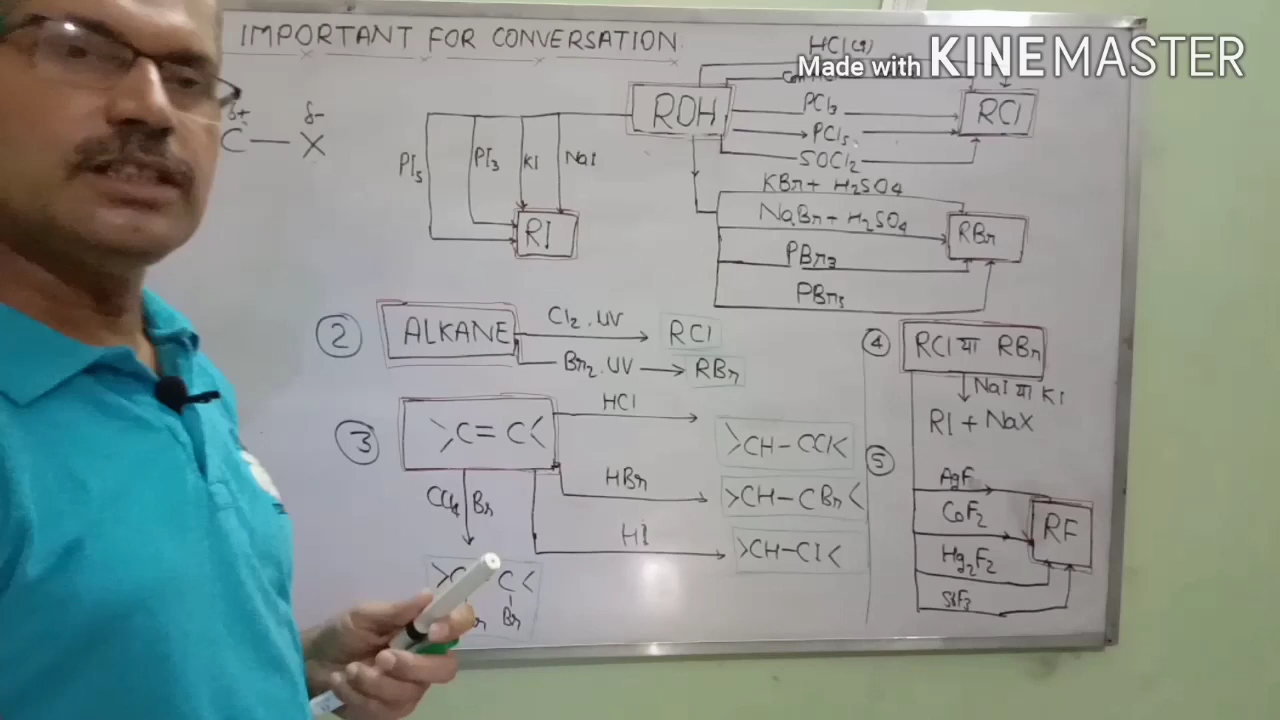 IMPORTANT FOR CONVERSATION
Made with KINEMASTER
HCl(g)
ROH
PCl3
PCl5
SOCl2
RCl
δ+ δ-
C — X
PI5
PI3
KI
NaI
RI
KBr + H2SO4
NaBr + H2SO4
PBr3
PBr5
RBr
② ALKANE
Cl2 . UV
RCl
Br2 . UV
RBr
③ >C=C<
HCl
>CH-CCl<
HBr
>CH-CBr<
HI
>CH-CI<
CCl4 Br
>C C<
Br
④ RCl या RBr
NaI या KI
RI + NaX
⑤
AgF
CoF2
Hg2F2
SbF3
RF